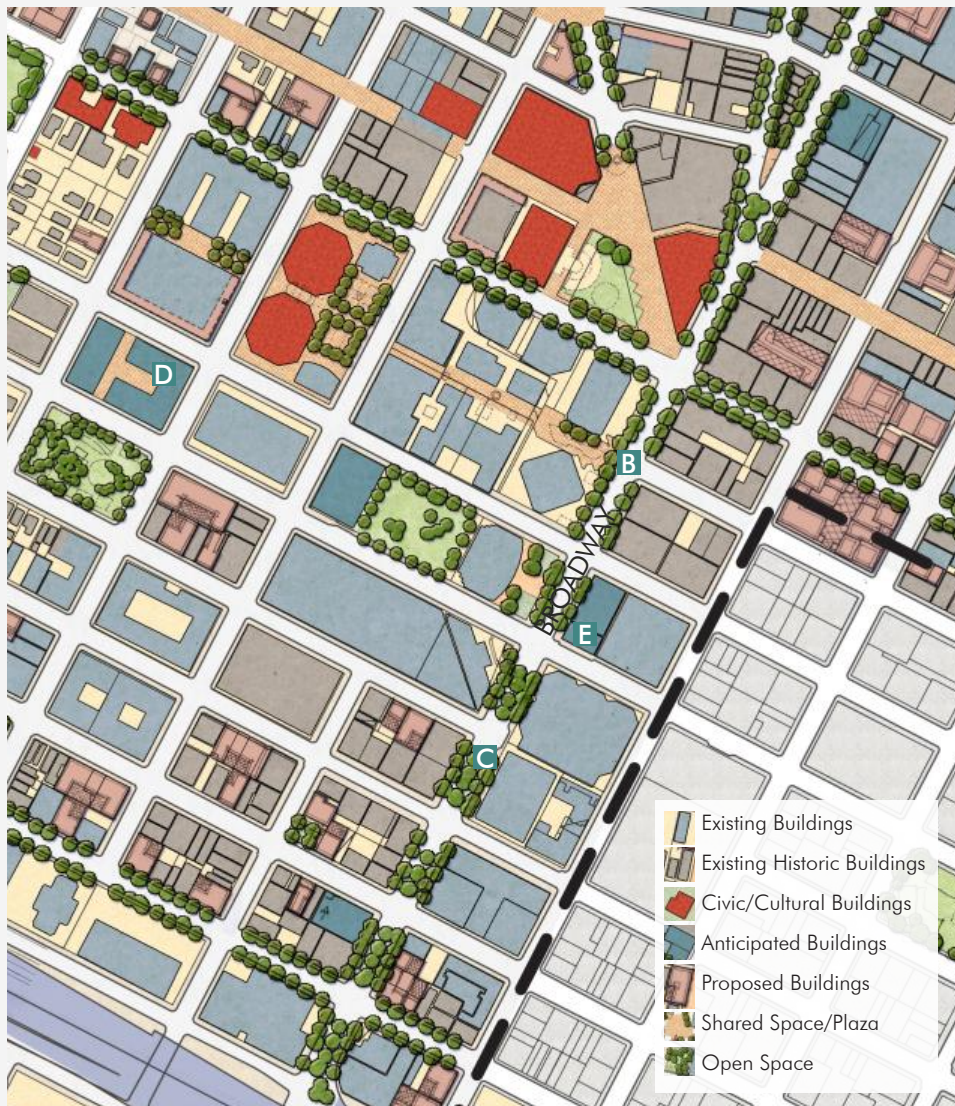 D
B
BROADWAY
E
C
Existing Buildings
Existing Historic Buildings
Civic/Cultural Buildings
Anticipated Buildings
Proposed Buildings
Shared Space/Plaza
Open Space